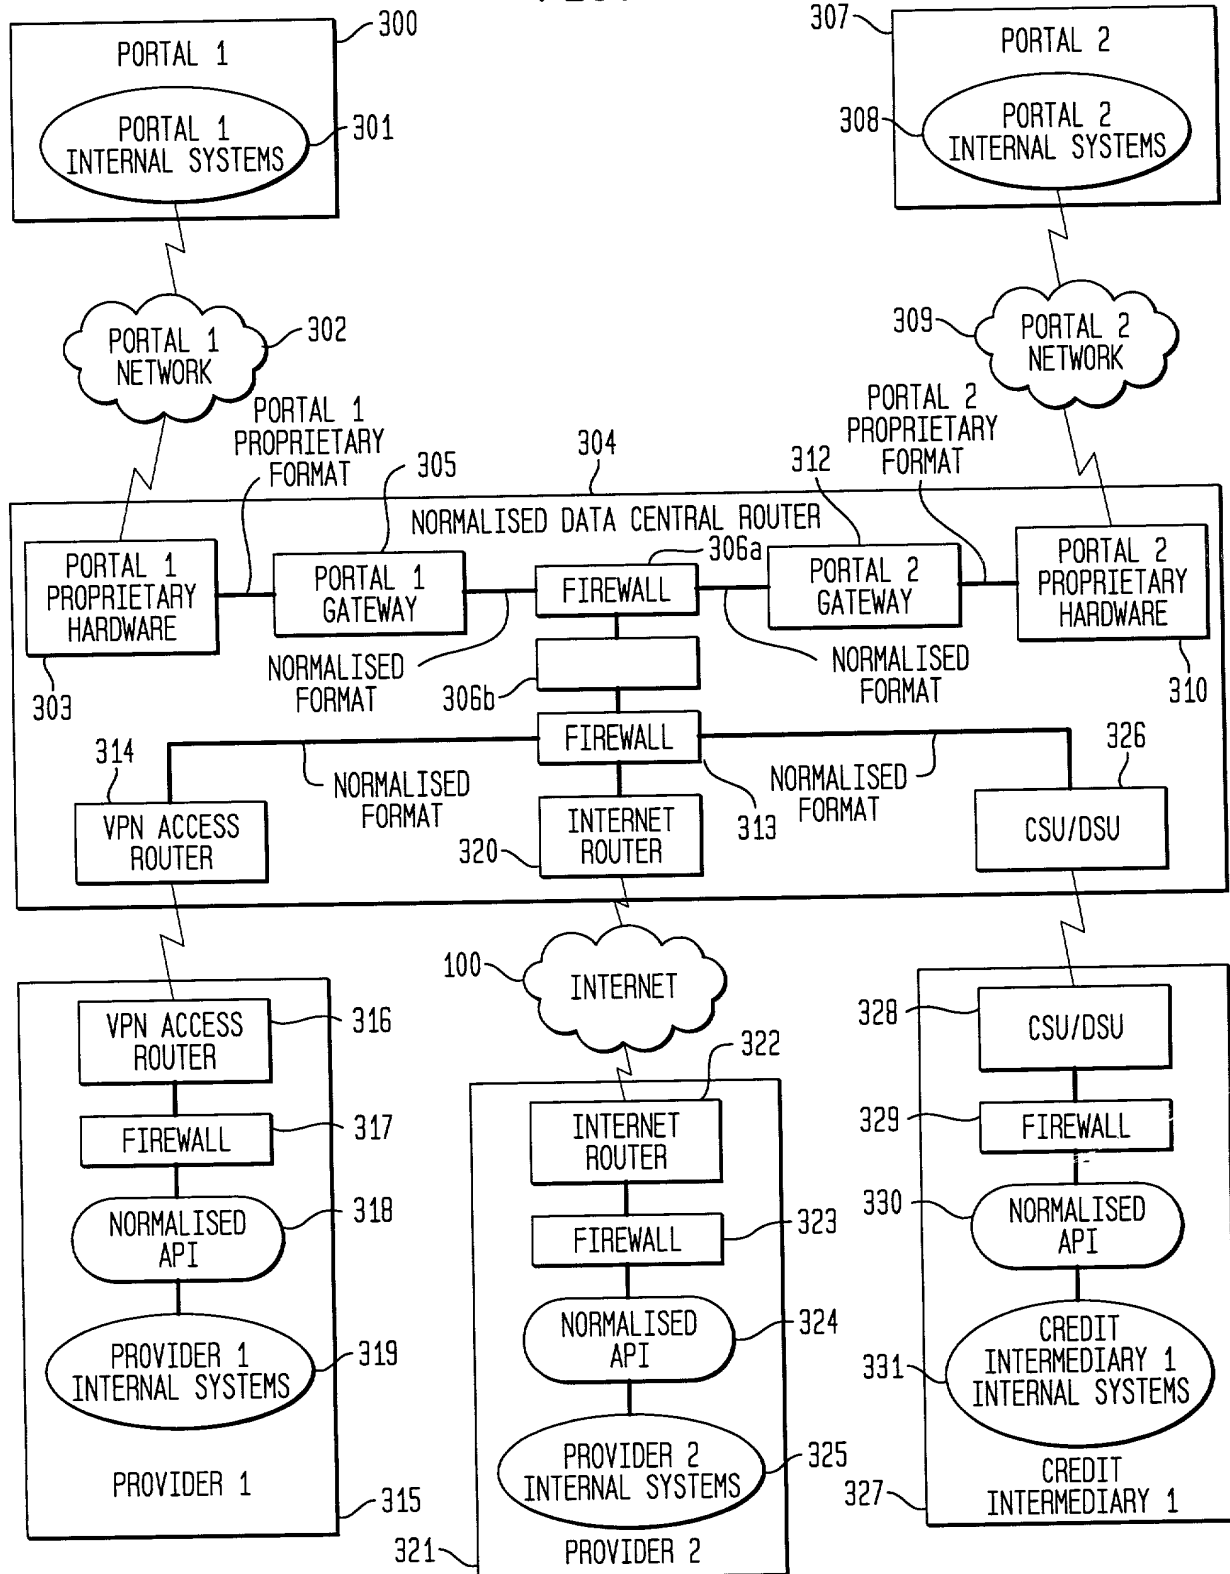 300
PORTAL 1
PORTAL 1
INTERNAL SYSTEMS
301
307
PORTAL 2
PORTAL 2
INTERNAL SYSTEMS
308
PORTAL 1
NETWORK
302
309
PORTAL 2
NETWORK
PORTAL 1
PROPRIETARY
FORMAT
305
304
312
PORTAL 2
PROPRIETARY
FORMAT
NORMALISED DATA CENTRAL ROUTER
306a
PORTAL 1
PROPRIETARY
HARDWARE
PORTAL 1
GATEWAY
FIREWALL
PORTAL 2
GATEWAY
PORTAL 2
PROPRIETARY
HARDWARE
303
NORMALISED
FORMAT
306b
NORMALISED
FORMAT
310
314
FIREWALL
326
NORMALISED
FORMAT
313
NORMALISED
FORMAT
VPN ACCESS
ROUTER
320
INTERNET
ROUTER
CSU/DSU
100
INTERNET
VPN ACCESS
ROUTER
316
FIREWALL
317
NORMALISED
API
318
PROVIDER 1
INTERNAL SYSTEMS
319
PROVIDER 1
315
322
INTERNET
ROUTER
FIREWALL
323
NORMALISED
API
324
PROVIDER 2
INTERNAL SYSTEMS
325
321
PROVIDER 2
328
CSU/DSU
329
FIREWALL
330
NORMALISED
API
331
CREDIT
INTERMEDIARY 1
INTERNAL SYSTEMS
327
CREDIT
INTERMEDIARY 1